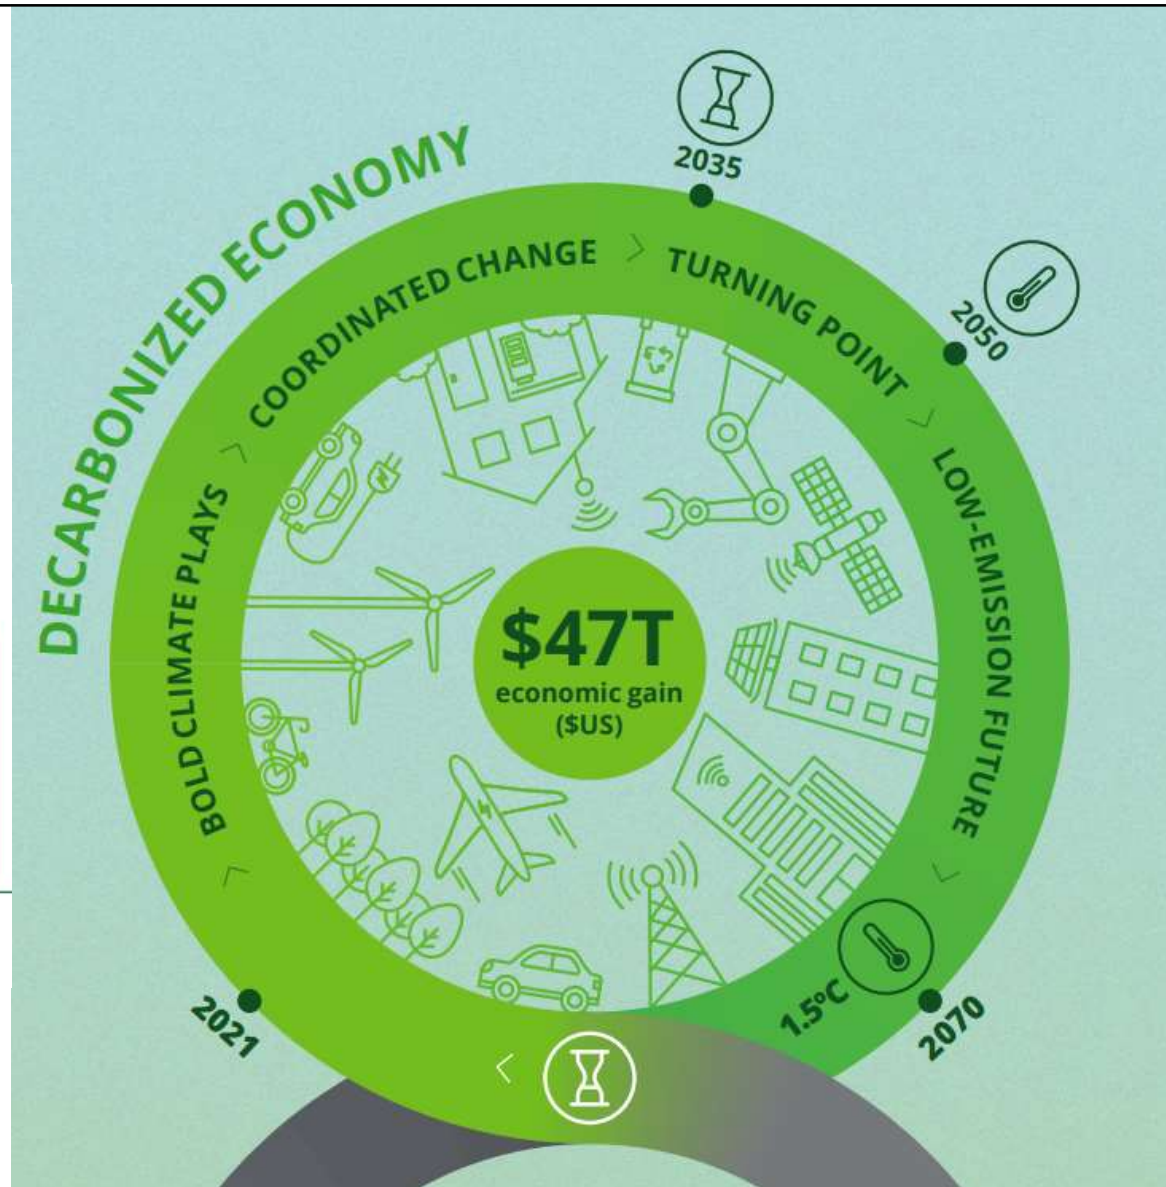 DECARBONIZED ECONOMY
2021
BOLD CLIMATE PLAYS
COORDINATED CHANGE
2035
TURNING POINT
2050
LOW-EMISSION FUTURE
1.5°C
2070
$47T
economic gain
($US)